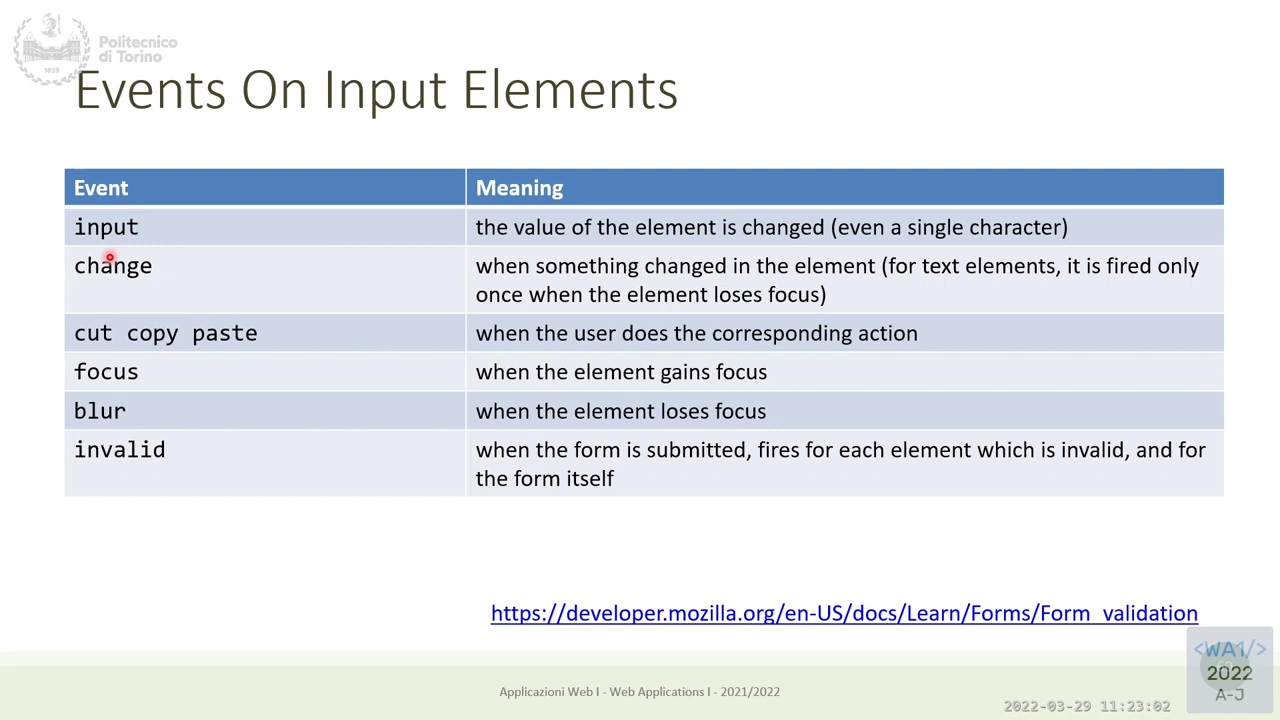 Politecnico
di Torino
1859
Events On Input Elements
Event Meaning
input the value of the element is changed (even a single character)
change when something changed in the element (for text elements, it is fired only
once when the element loses focus)
cut copy paste when the user does the corresponding action
focus when the element gains focus
blur when the element loses focus
invalid when the form is submitted, fires for each element which is invalid, and for
the form itself
https://developer.mozilla.org/en-US/docs/Learn/Forms/Form_validation
Applicazioni Web I - Web Applications I - 2021/2022
<WA1/>
2022
A-J
2022-03-29 11:23:02